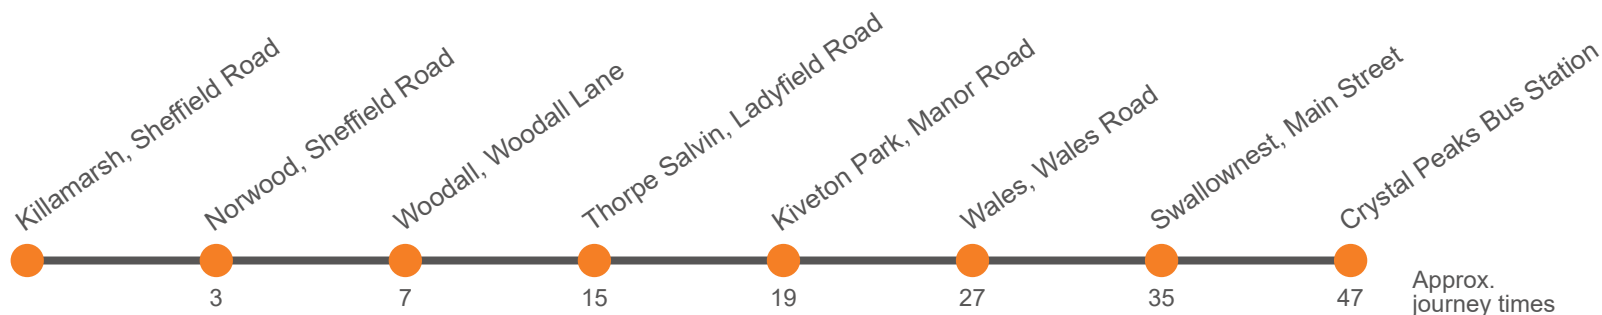 Killamarsh, Sheffield Road
Norwood, Sheffield Road
Woodall, Woodall Lane
Thorpe Salvin, Ladyfield Road
Kiveton Park, Manor Road
Wales, Wales Road
Swallownest, Main Street
Crystal Peaks Bus Station
3
7
15
19
27
35
47
Approx.
journey times